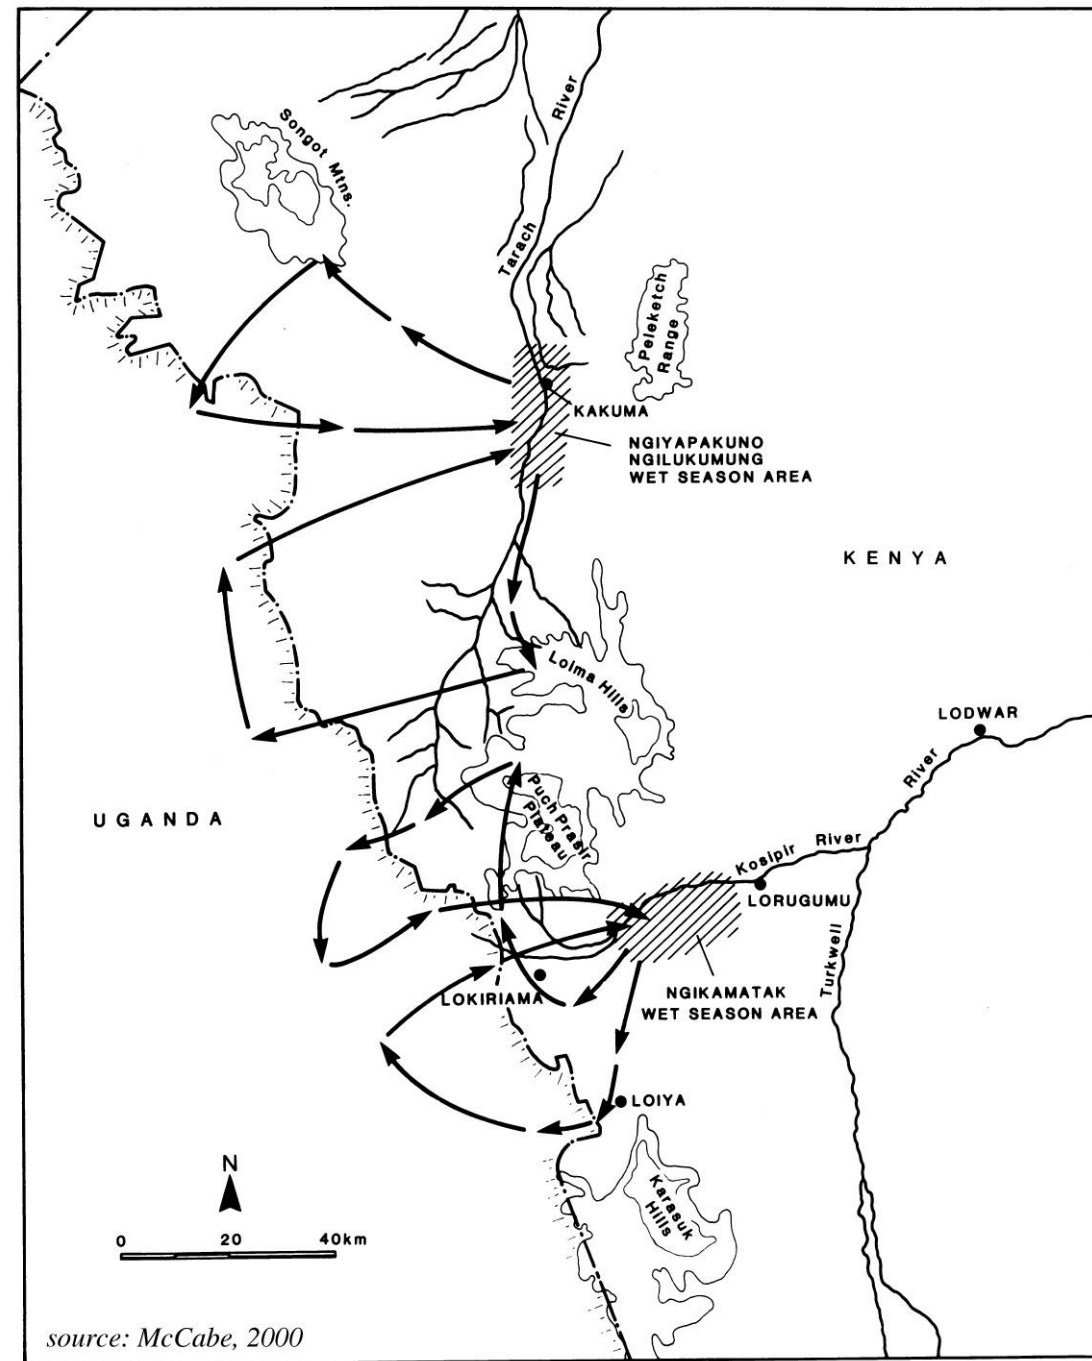 River
Songot Mtns.
Tarach
Peleketch
Range
KAKUMA
NGIYAPAKUNO
NGILUKUMUNG
WET SEASON AREA
KENYA
Loima Hills
LODWAR
River
UGANDA
Puch Prasir
Plateau
Kosipir River
LORUGUMU
Turkwell
LOKIRIAMA
NGIKAMATAK
WET SEASON AREA
LOIYA
N
Karasuk
Hills
0 20 40km
source: McCabe, 2000